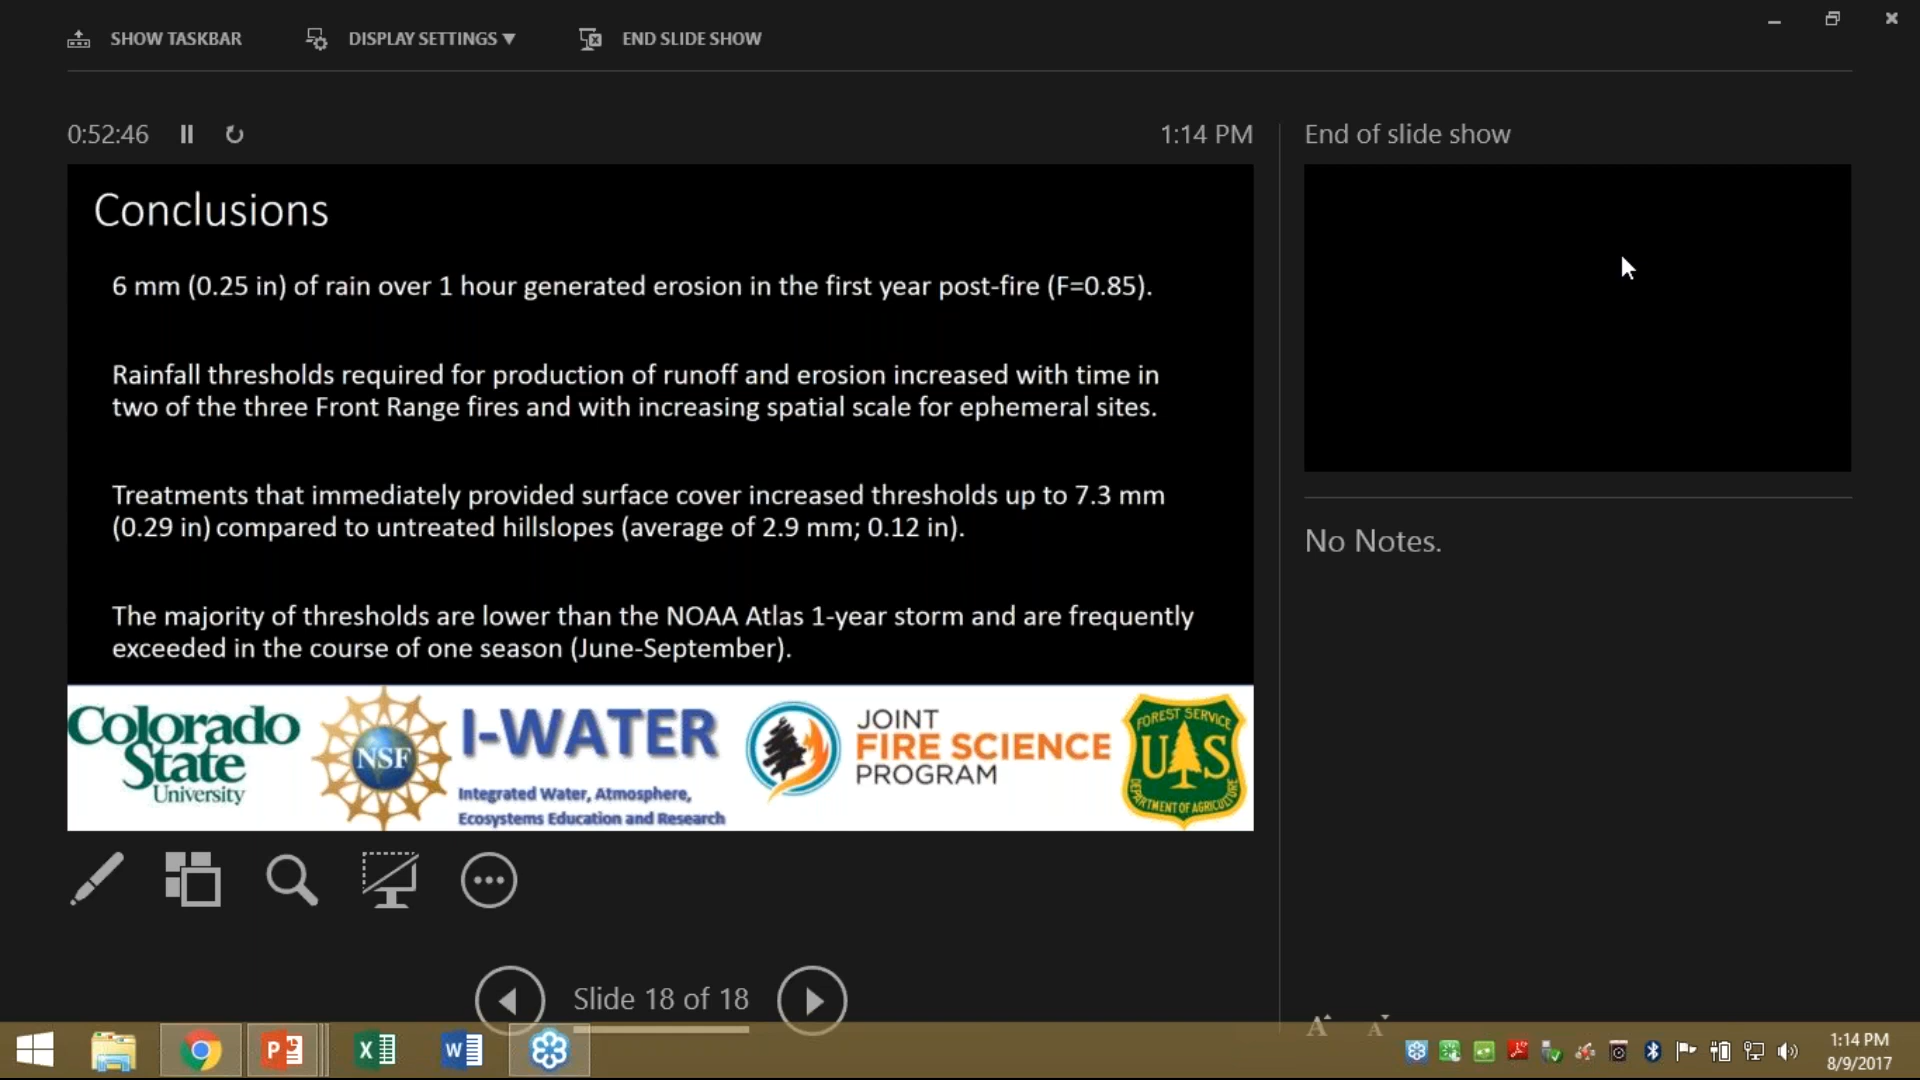 SHOW TASKBAR
DISPLAY SETTINGS ▼
END SLIDE SHOW
0:52:46
1:14 PM
End of slide show
Conclusions
6 mm (0.25 in) of rain over 1 hour generated erosion in the first year post-fire (F=0.85).
Rainfall thresholds required for production of runoff and erosion increased with time in
two of the three Front Range fires and with increasing spatial scale for ephemeral sites.
Treatments that immediately provided surface cover increased thresholds up to 7.3 mm
(0.29 in) compared to untreated hillslopes (average of 2.9 mm; 0.12 in).
The majority of thresholds are lower than the NOAA Atlas 1-year storm and are frequently
exceeded in the course of one season (June-September).
Colorado
State
University
NSF
I-WATER
Integrated Water, Atmosphere,
Ecosystems Education and Research
JOINT
FIRE SCIENCE
PROGRAM
FOREST SERVICE
U S
DEPARTMENT OF AGRICULTURE
No Notes.
Slide 18 of 18
A A
P
X
W
1:14 PM
8/9/2017